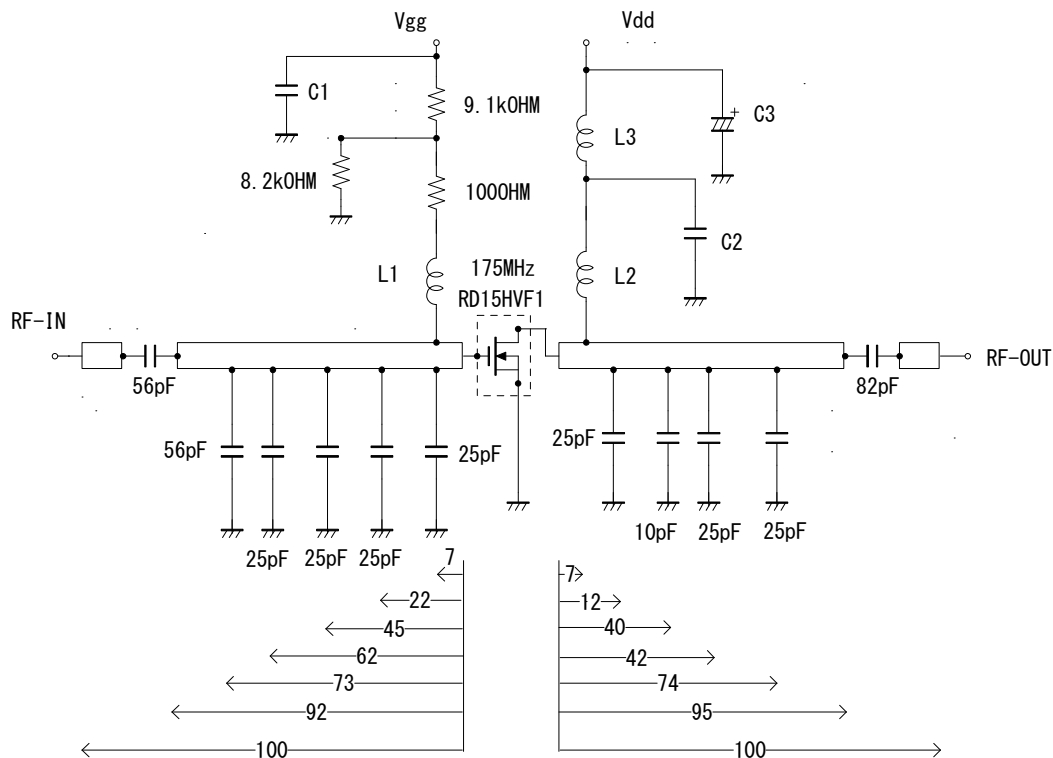 Vgg
Vdd
C1
9.1kOHM
C3
+
L3
8.2kOHM
100OHM
C2
L1
175MHz
L2
RD15HVF1
RF-IN
RF-OUT
56pF
82pF
56pF
25pF
25pF
25pF
25pF
25pF
10pF
25pF
25pF
25pF
7
7
22
12
45
40
62
42
73
74
92
95
100
100